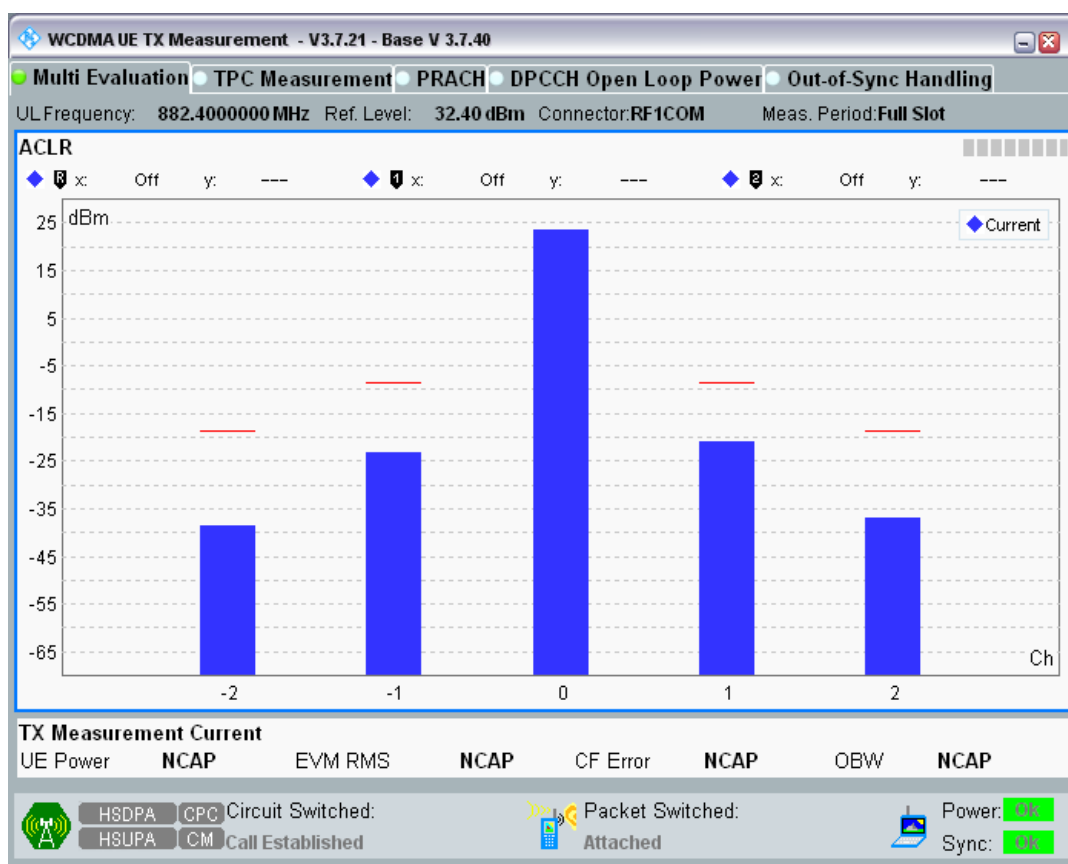 WCDMA UE TX Measurement - V3.7.21 - Base V 3.7.40
Multi Evaluation TPC Measurement PRACH DPCCH Open Loop Power Out-of-Sync Handling
UL Frequency: 882.4000000 MHz Ref. Level: 32.40 dBm Connector: RF1COM Meas. Period: Full Slot
ACLR
R x: Off y: --- 1 x: Off y: --- 2 x: Off y: ---
dBm
Current
25
15
5
-5
-15
-25
-35
-45
-55
-65
Ch
-2 -1 0 1 2
TX Measurement Current
UE Power NCAP EVM RMS NCAP CF Error NCAP OBW NCAP
HSDPA CPC Circuit Switched: Packet Switched: Power: Ok
HSUPA CM Call Established Attached Sync: Ok